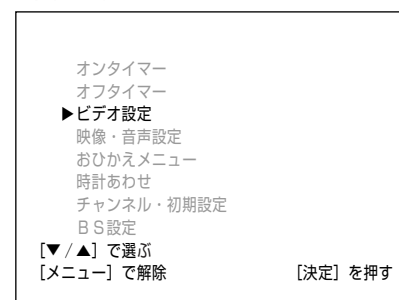 オンタイマー
オフタイマー
▶ビデオ設定
映像・音声設定
おひかえメニュー
時計あわせ
チャンネル・初期設定
ＢＳ設定
[▼/▲] で選ぶ
[メニュー] で解除 [決定] を押す